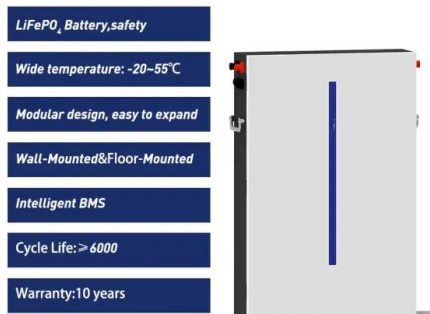 LiFePO₄ Battery,safety
Wide temperature: -20~55℃
Modular design, easy to expand
Wall-Mounted&Floor-Mounted
Intelligent BMS
Cycle Life:≥6000
Warranty:10 years